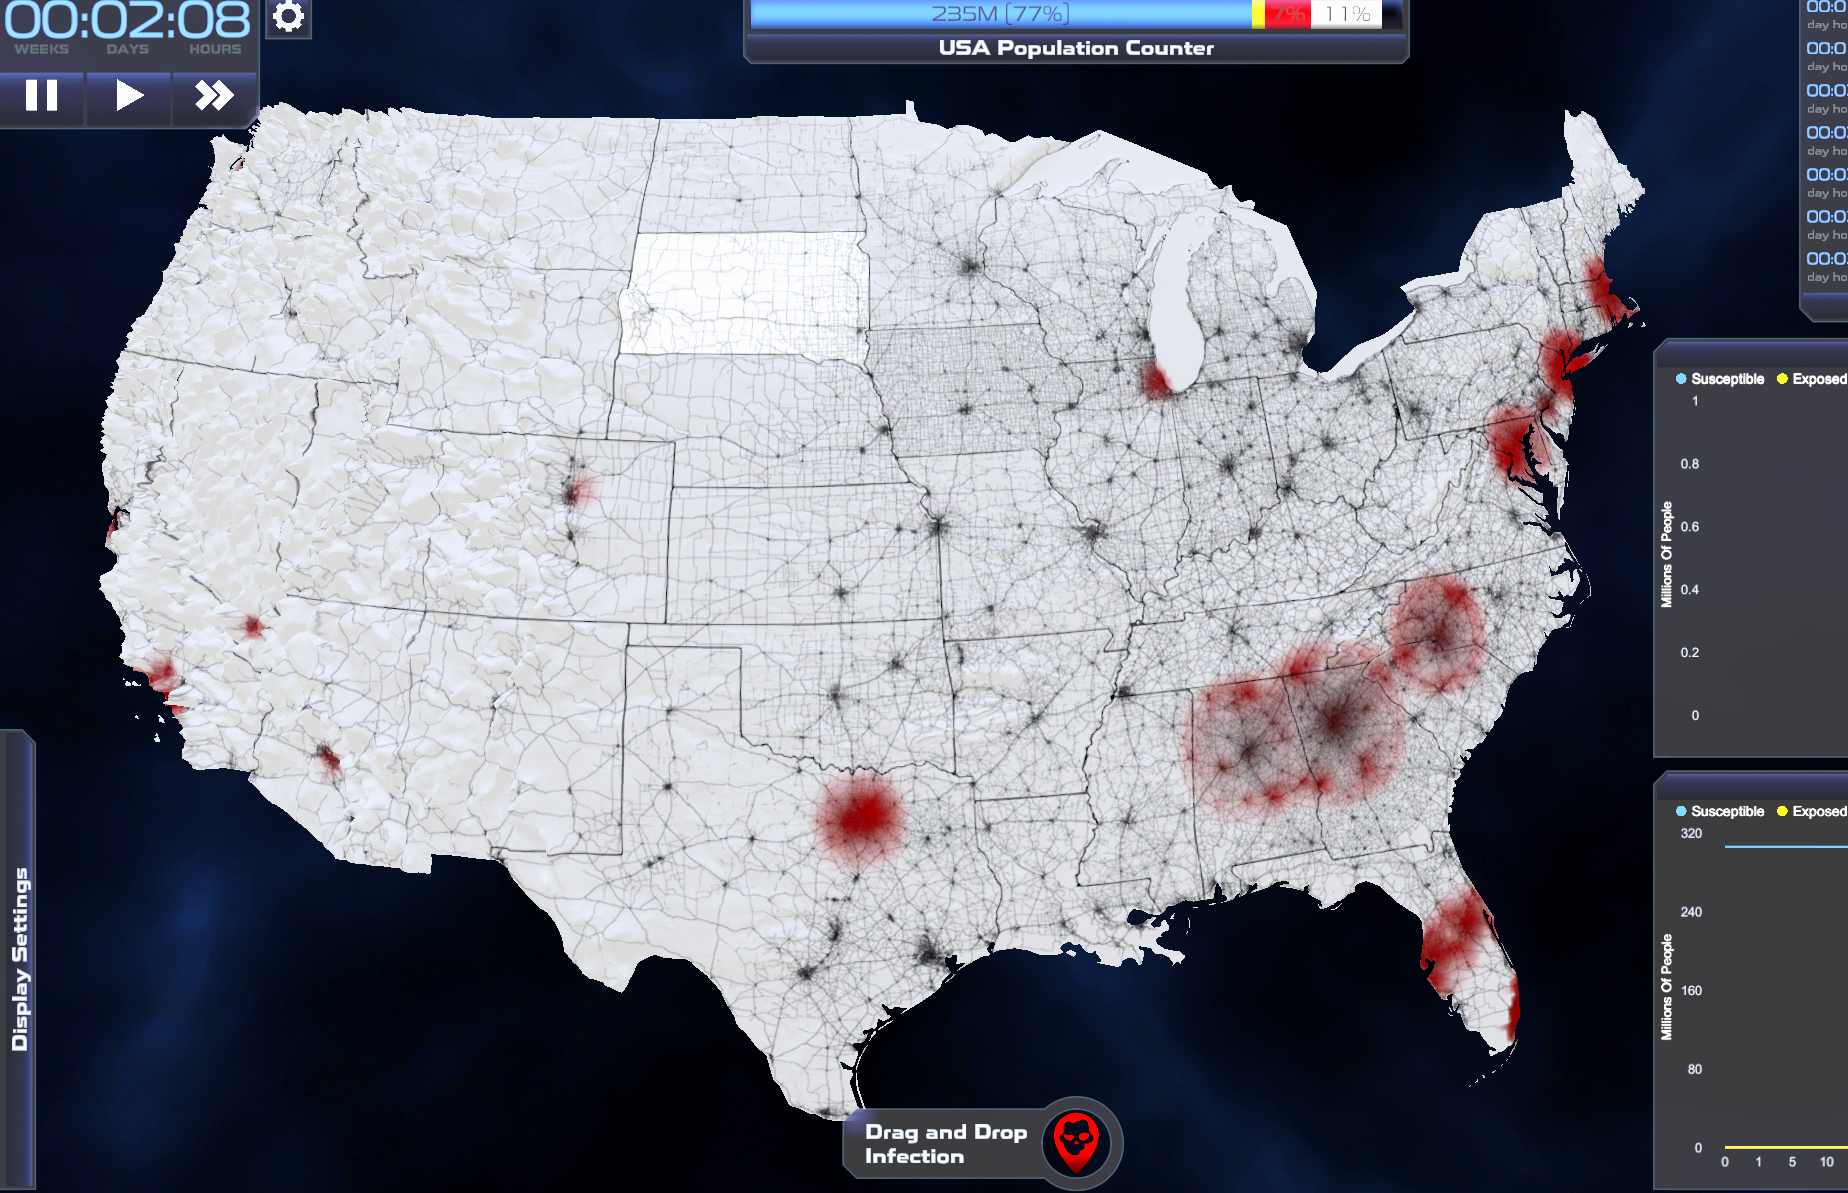 00:02:08
WEEKS DAYS HOURS
235M (77%) 7% 11%
USA Population Counter
00:0
day ho
00:0
day ho
00:0
day ho
00:0
day ho
00:0
day ho
00:0
day ho
00:0
day ho
Susceptible Exposed
1
0.8
0.6
0.4
0.2
0
Millions Of People
Susceptible Exposed
320
240
160
80
0
0 1 5 10
Millions Of People
Display Settings
Drag and Drop
Infection